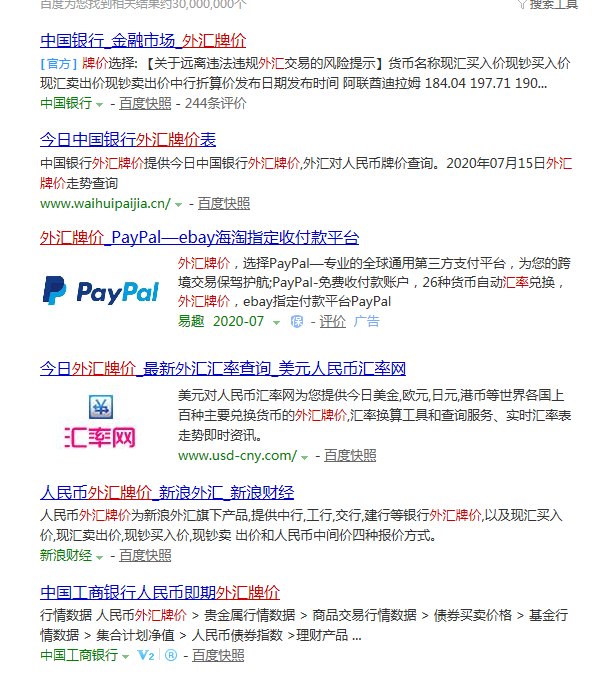 百度为您找到相关结果约30,000,000个
搜索工具
中国银行_金融市场_外汇牌价
[官方] 牌价选择: 【关于远离违法违规外汇交易的风险提示】货币名称现汇买入价现钞买入价
现汇卖出价现钞卖出价中行折算价发布日期发布时间 阿联酋迪拉姆 184.04 197.71 190...
中国银行 - 百度快照 - 244条评价
今日中国银行外汇牌价表
中国银行外汇牌价提供今日中国银行外汇牌价,外汇对人民币牌价查询。2020年07月15日外汇
牌价走势查询
www.waihuipaijia.cn/ - 百度快照
外汇牌价_PayPal—ebay海淘指定收付款平台
PayPal
外汇牌价，选择PayPal—专业的全球通用第三方支付平台，为您的跨
境交易保驾护航;PayPal-免费收付款账户，26种货币自动汇率兑换，
外汇牌价，ebay指定付款平台PayPal
易趣 2020-07 保 - 评价 广告
今日外汇牌价_最新外汇汇率查询_美元人民币汇率网
汇率网
美元对人民币汇率网为您提供今日美金,欧元,日元,港币等世界各国上
百种主要兑换货币的外汇牌价,汇率换算工具和查询服务、实时汇率表
走势即时资讯。
www.usd-cny.com/ - 百度快照
人民币外汇牌价_新浪外汇_新浪财经
人民币外汇牌价为新浪外汇旗下产品,提供中行,工行,交行,建行等银行外汇牌价,以及现汇买入
价,现汇卖出价,现钞买入价,现钞卖 出价和人民币中间价四种报价方式。
新浪财经 - 百度快照
中国工商银行人民币即期外汇牌价
行情数据 人民币外汇牌价 > 贵金属行情数据 > 商品交易行情数据 > 债券买卖价格 > 基金行
情数据 > 集合计划净值 > 人民币债券指数 >理财产品 ...
中国工商银行 V2 ® - 百度快照